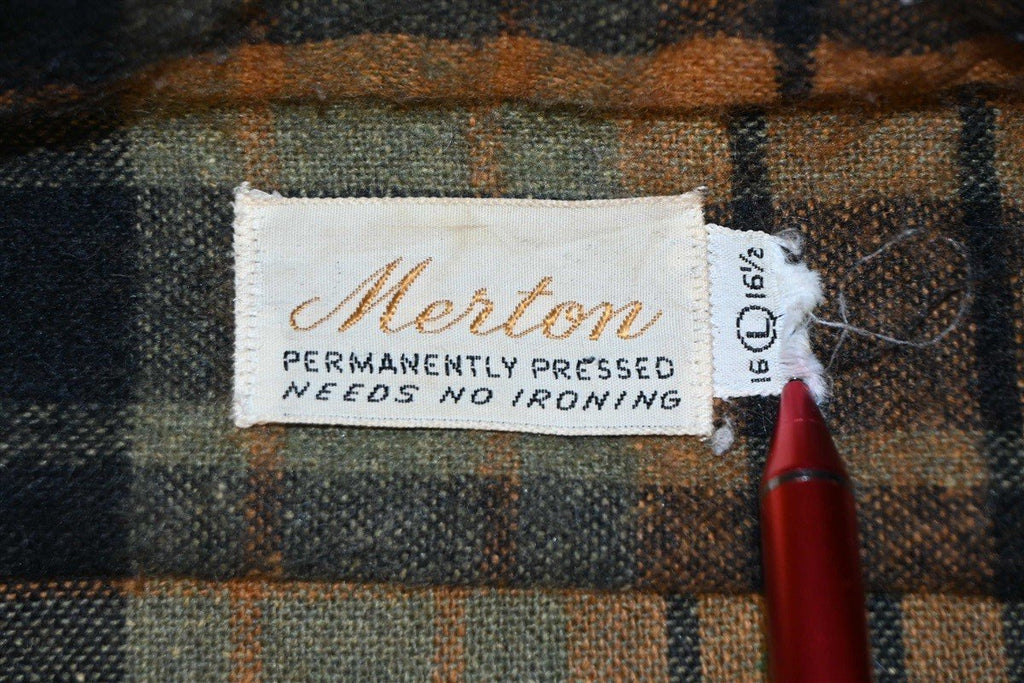 Merton
PERMANENTLY PRESSED
NEEDS NO IRONING
16 L 16½